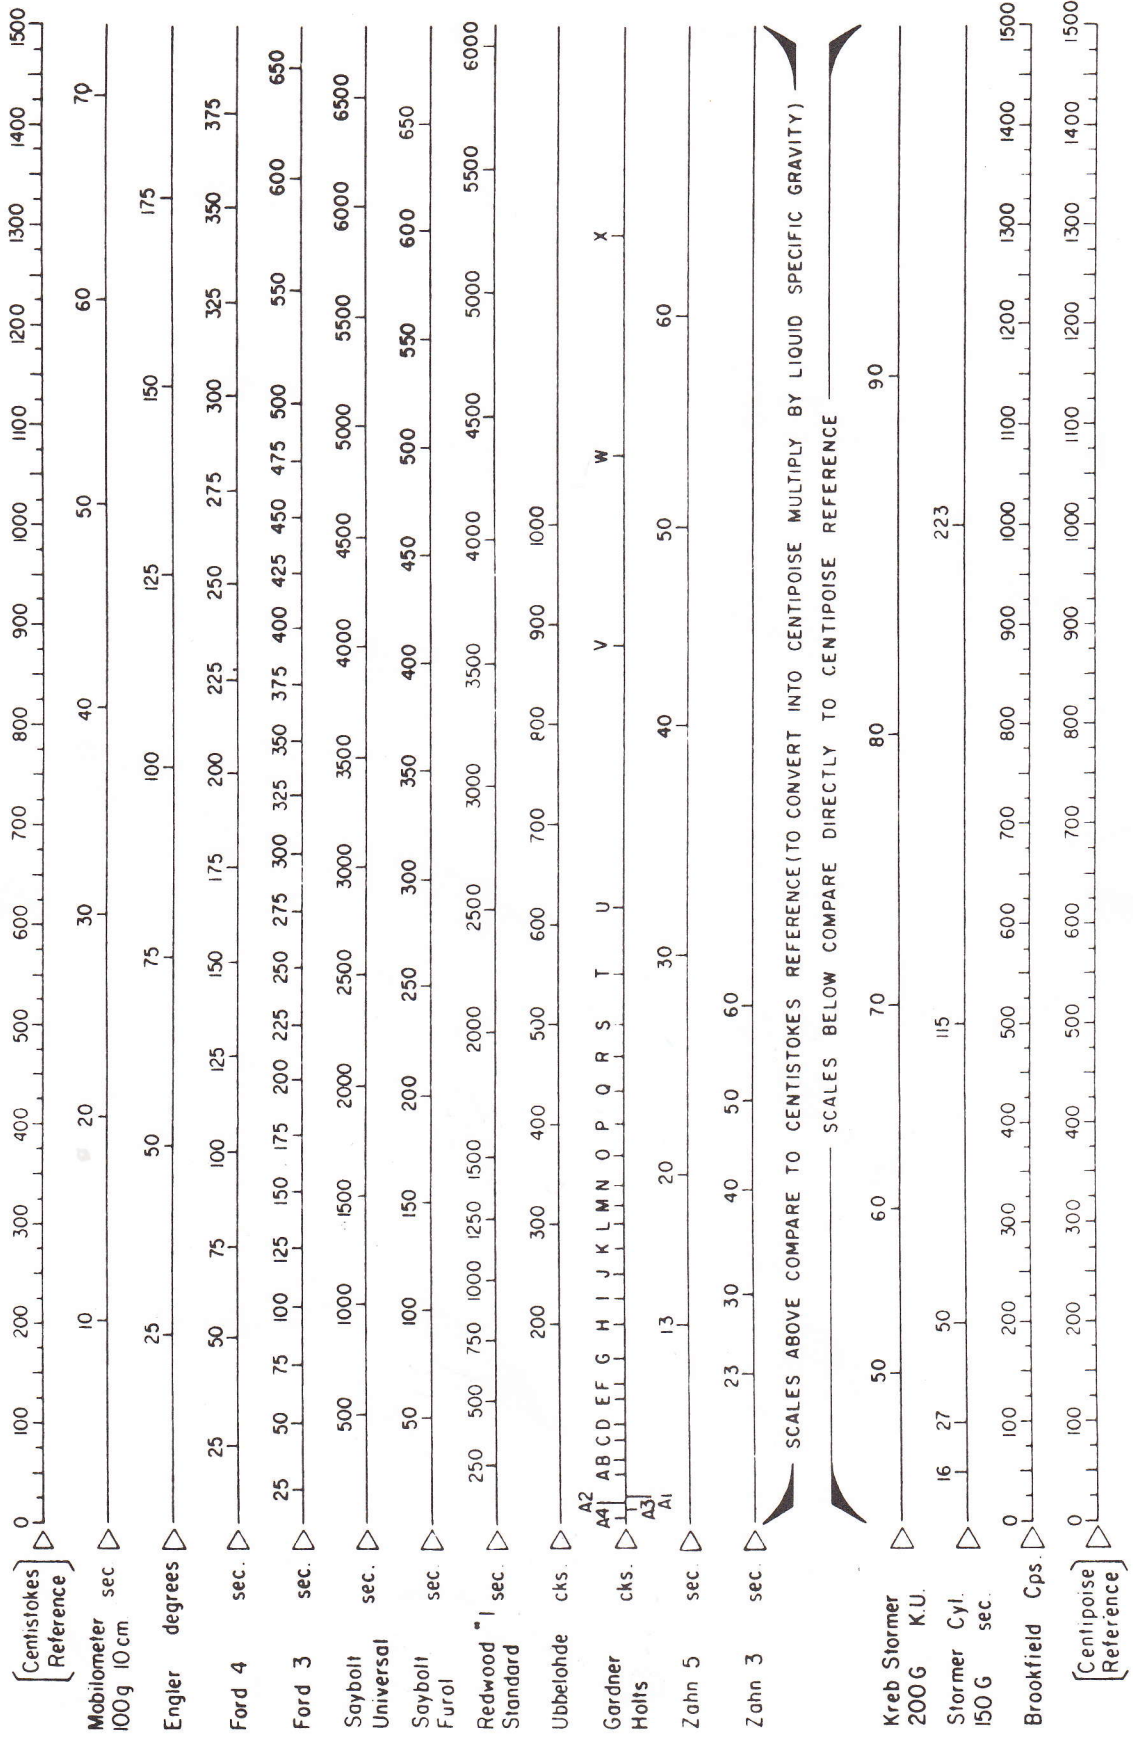 Centistokes
Reference
0 100 200 300 400 500 600 700 800 900 1000 1100 1200 1300 1400 1500
Mobilometer
100g 10cm sec
10 20 30 40 50 60 70
Engler degrees
25 50 75 100 125 150 175
Ford 4 sec.
25 50 75 100 125 150 175 200 225 250 275 300 325 350 375
Ford 3 sec.
25 50 75 100 125 150 175 200 225 250 275 300 325 350 375 400 425 450 475 500 550 600 650
Saybolt
Universal sec.
500 1000 1500 2000 2500 3000 3500 4000 4500 5000 5500 6000 6500
Saybolt
Furol sec.
50 100 150 200 250 300 350 400 450 500 550 600 650
Redwood #1
Standard sec.
250 500 750 1000 1250 1500 2000 2500 3000 3500 4000 4500 5000 5500 6000
Ubbelohde cks.
200 300 400 500 600 700 800 900 1000
Gardner
Holts cks.
A4 A2 A B C D E F G H I J K L M N O P Q R S T U V W X
A3 A1
Zahn 5 sec.
13 20 30 40 50 60
Zahn 3 sec.
23 30 40 50 60
SCALES ABOVE COMPARE TO CENTISTOKES REFERENCE (TO CONVERT INTO CENTIPOISE MULTIPLY BY LIQUID SPECIFIC GRAVITY)
SCALES BELOW COMPARE DIRECTLY TO CENTIPOISE REFERENCE
Kreb Stormer
200G K.U.
50 60 70 80 90
Stormer Cyl.
150 G sec.
16 27 50 115 223
Brookfield Cps.
0 100 200 300 400 500 600 700 800 900 1000 1100 1200 1300 1400 1500
Centipoise
Reference
0 100 200 300 400 500 600 700 800 900 1000 1100 1200 1300 1400 1500